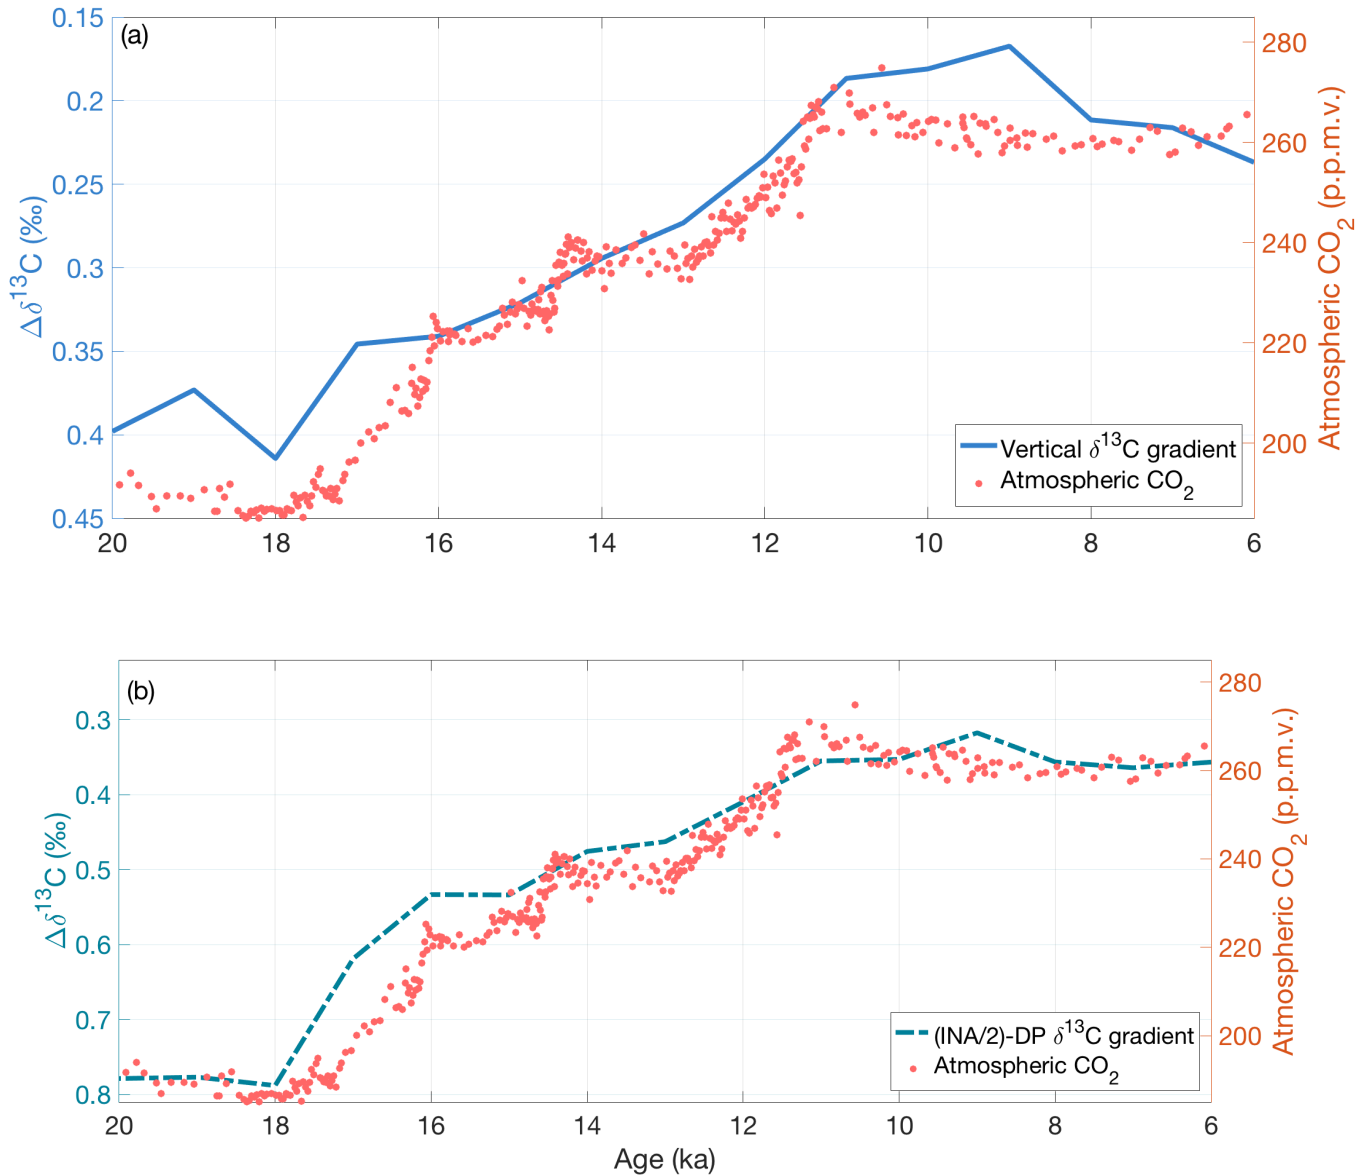 (a)
0.15
0.2
0.25
0.3
0.35
0.4
0.45
Δδ¹³C (‰)
280
260
240
220
200
Atmospheric CO₂ (p.p.m.v.)
Vertical δ¹³C gradient
Atmospheric CO₂
20 18 16 14 12 10 8 6
(b)
0.3
0.4
0.5
0.6
0.7
0.8
Δδ¹³C (‰)
280
260
240
220
200
Atmospheric CO₂ (p.p.m.v.)
(INA/2)-DP δ¹³C gradient
Atmospheric CO₂
20 18 16 14 12 10 8 6
Age (ka)